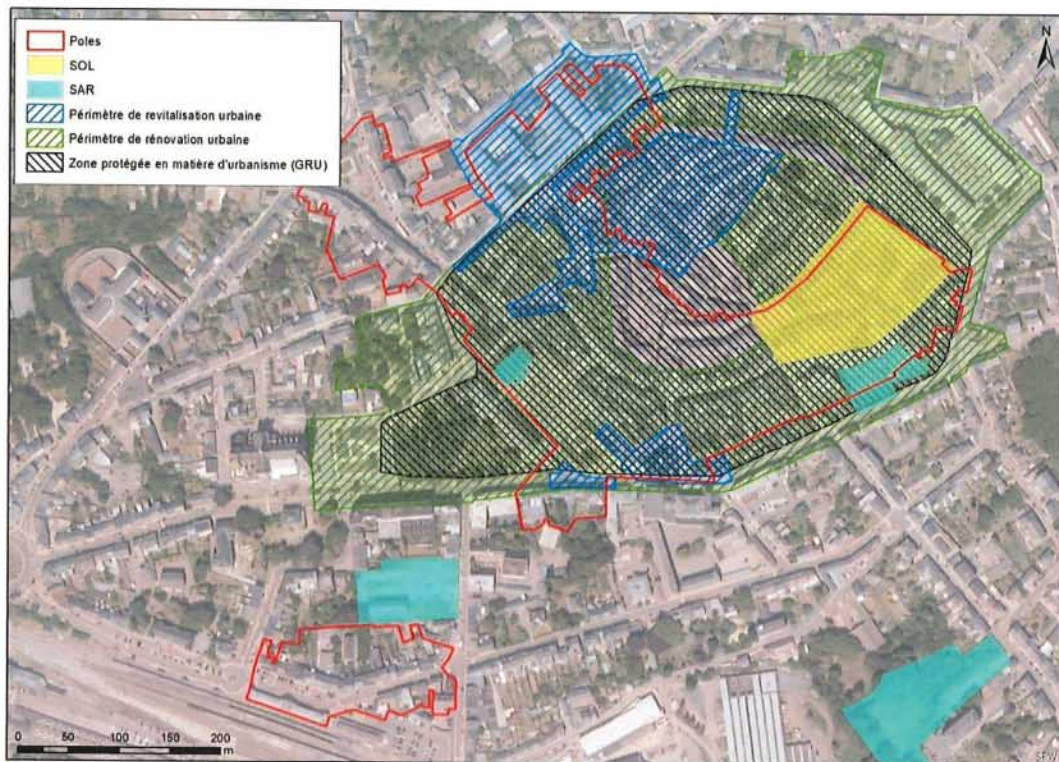 Poles
SOL
SAR
Périmètre de revitalisation urbaine
Périmètre de rénovation urbaine
Zone protégée en matière d'urbanisme (GRU)
N
0 50 100 150 200
m
SPW